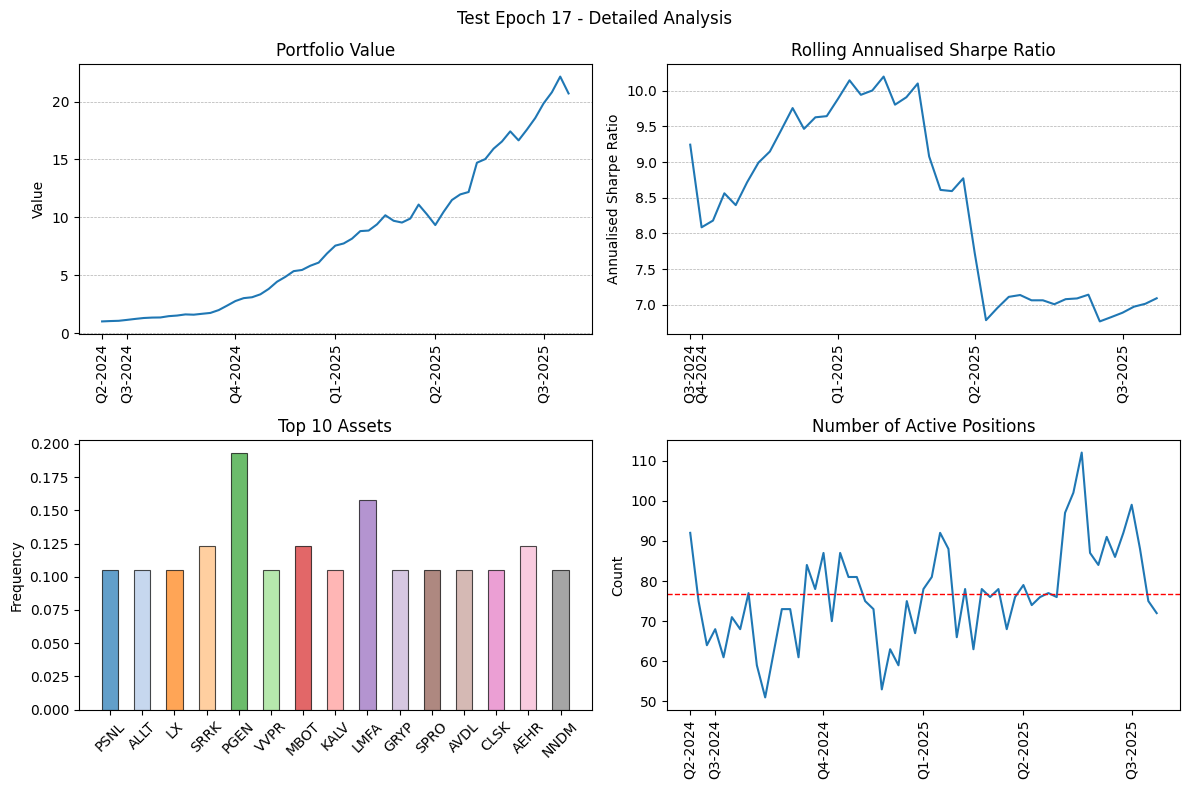 Test Epoch 17 - Detailed Analysis
Portfolio Value
Value
20
15
10
5
0
Q2-2024
Q3-2024
Q4-2024
Q1-2025
Q2-2025
Q3-2025
Rolling Annualised Sharpe Ratio
Annualised Sharpe Ratio
10.0
9.5
9.0
8.5
8.0
7.5
7.0
Q3-2024
Q4-2024
Q1-2025
Q2-2025
Q3-2025
Top 10 Assets
Frequency
0.200
0.175
0.150
0.125
0.100
0.075
0.050
0.025
0.000
PSNL
ALLT
LX
SRRK
PGEN
VVPR
MBOT
KALV
LMFA
GRYP
SPRO
AVDL
CLSK
AEHR
NNDM
Number of Active Positions
Count
110
100
90
80
70
60
50
Q2-2024
Q3-2024
Q4-2024
Q1-2025
Q2-2025
Q3-2025